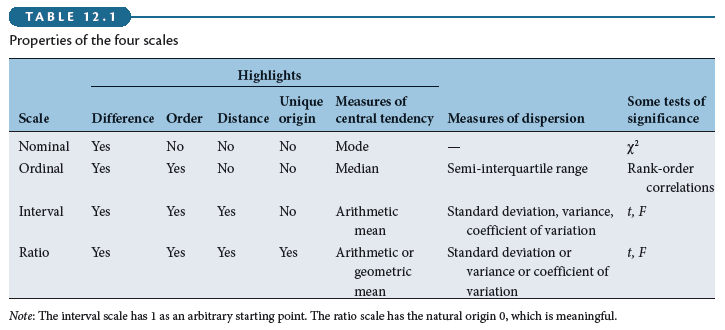 TABLE 12.1
Properties of the four scales
Highlights
Unique Measures of Some tests of
Scale Difference Order Distance origin central tendency Measures of dispersion significance
Nominal Yes No No No Mode — χ²
Ordinal Yes Yes No No Median Semi-interquartile range Rank-order
correlations
Interval Yes Yes Yes No Arithmetic Standard deviation, variance, t, F
mean coefficient of variation
Ratio Yes Yes Yes Yes Arithmetic or Standard deviation or t, F
geometric variance or coefficient of
mean variation
Note: The interval scale has 1 as an arbitrary starting point. The ratio scale has the natural origin 0, which is meaningful.